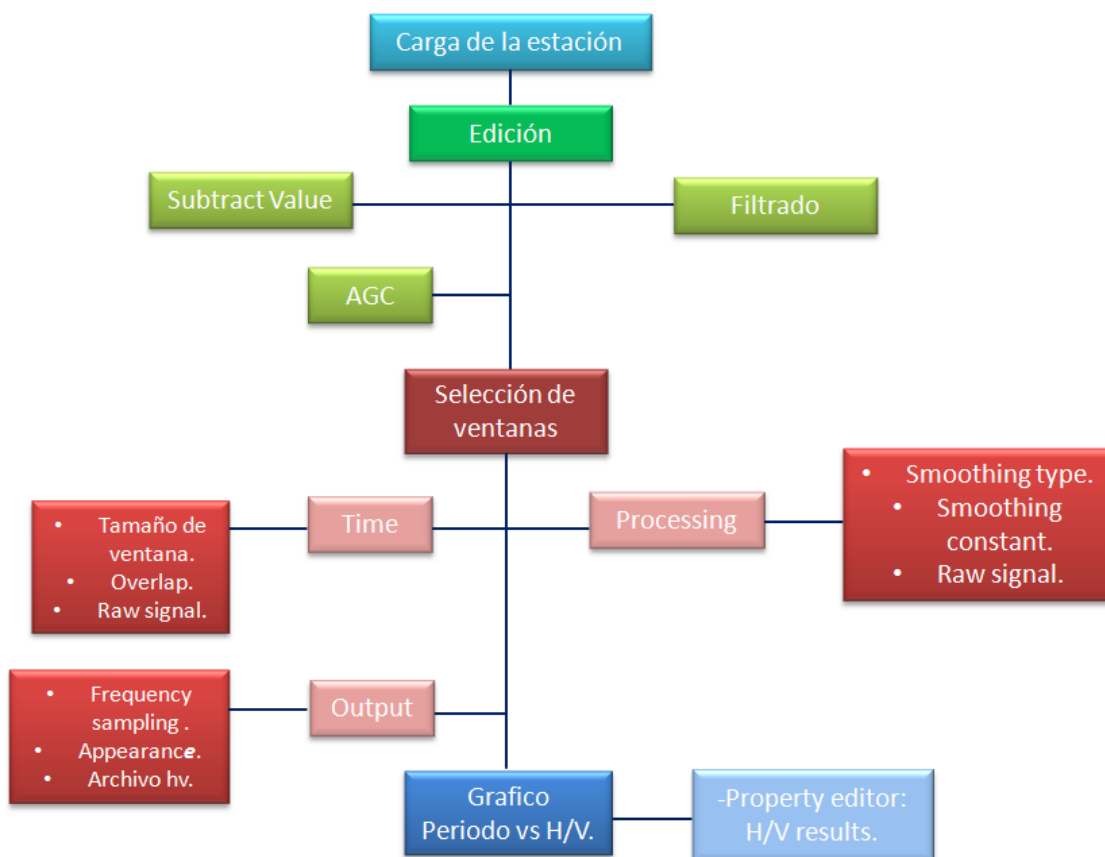 Carga de la estación
Edición
Subtract Value
Filtrado
AGC
Selección de
ventanas
• Smoothing type.
• Smoothing
constant.
• Raw signal.
Time
Processing
• Tamaño de
ventana.
• Overlap.
• Raw signal.
• Frequency
sampling .
• Appearance.
• Archivo hv.
Output
Grafico
Periodo vs H/V.
-Property editor:
H/V results.